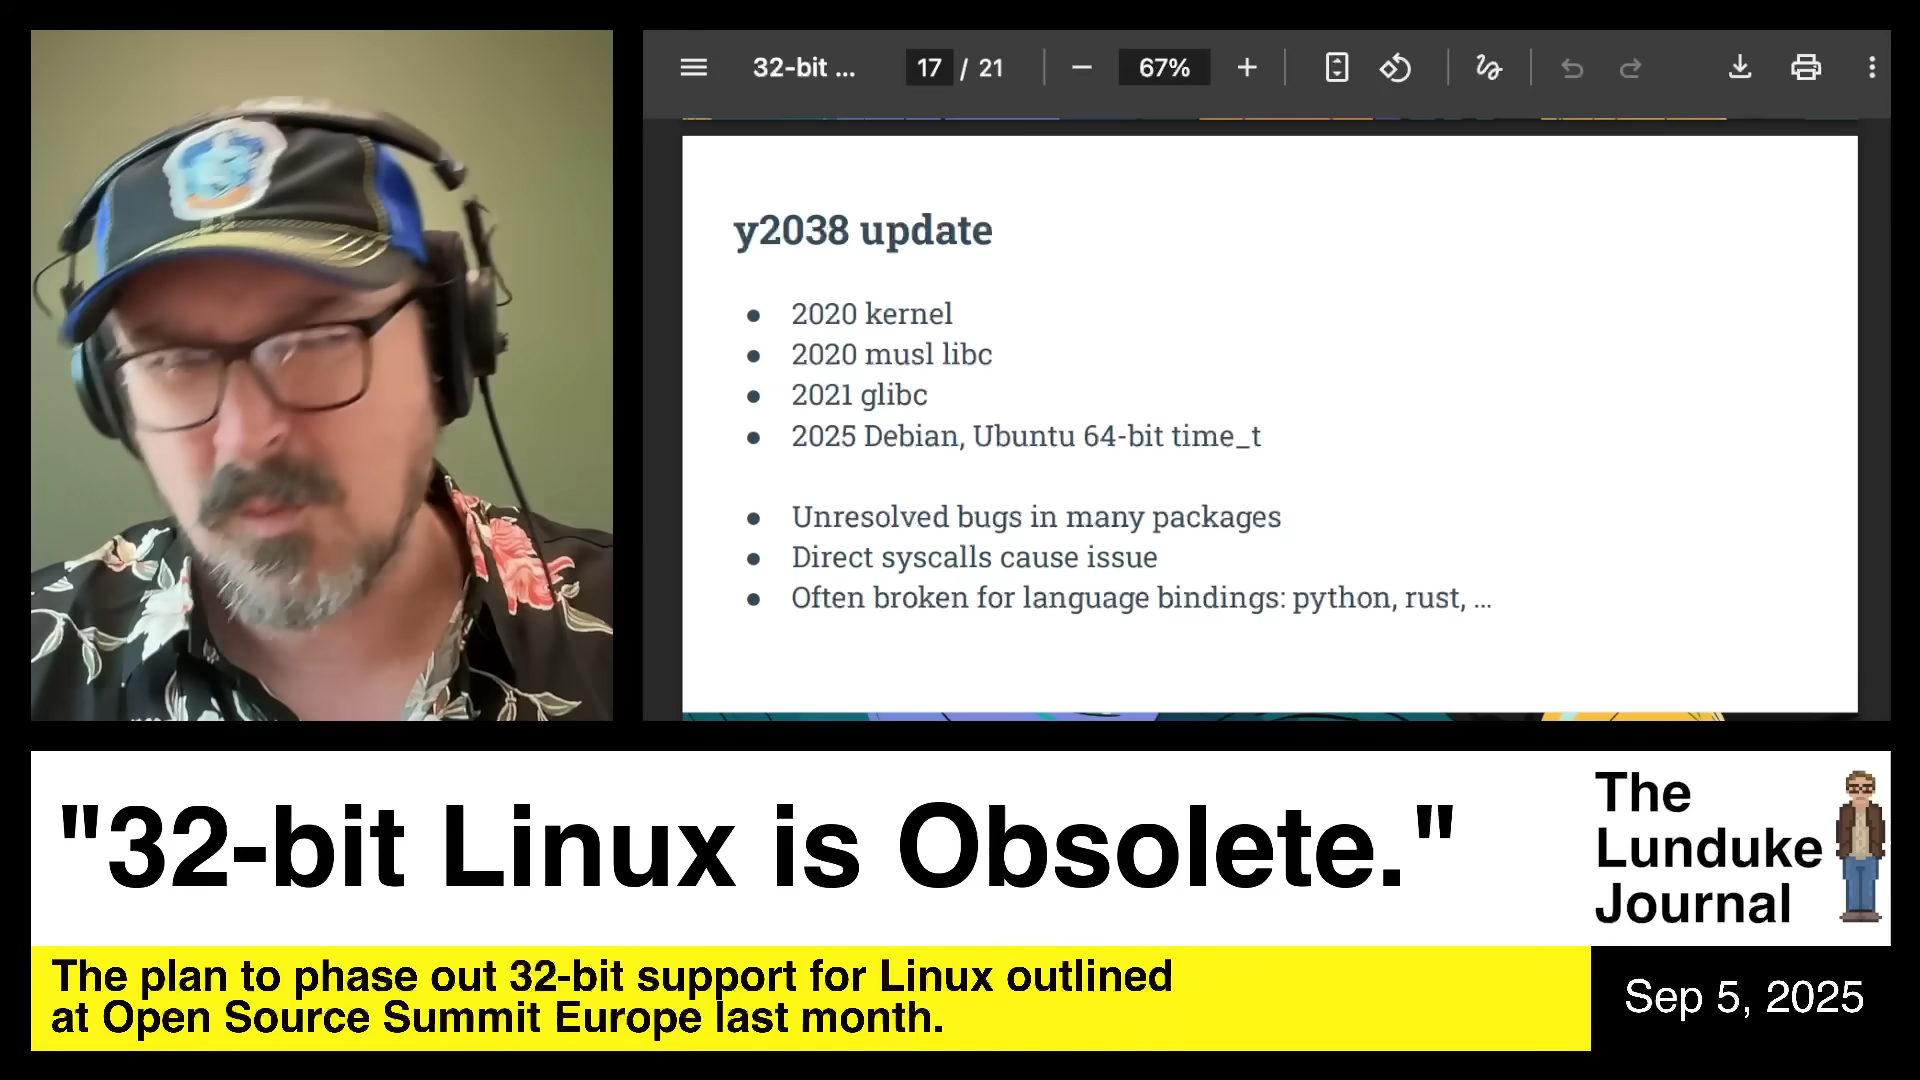 32-bit ...
17 / 21
67%
y2038 update
● 2020 kernel
● 2020 musl libc
● 2021 glibc
● 2025 Debian, Ubuntu 64-bit time_t
● Unresolved bugs in many packages
● Direct syscalls cause issue
● Often broken for language bindings: python, rust, ...
"32-bit Linux is Obsolete."
The
Lunduke
Journal
The plan to phase out 32-bit support for Linux outlined
at Open Source Summit Europe last month.
Sep 5, 2025